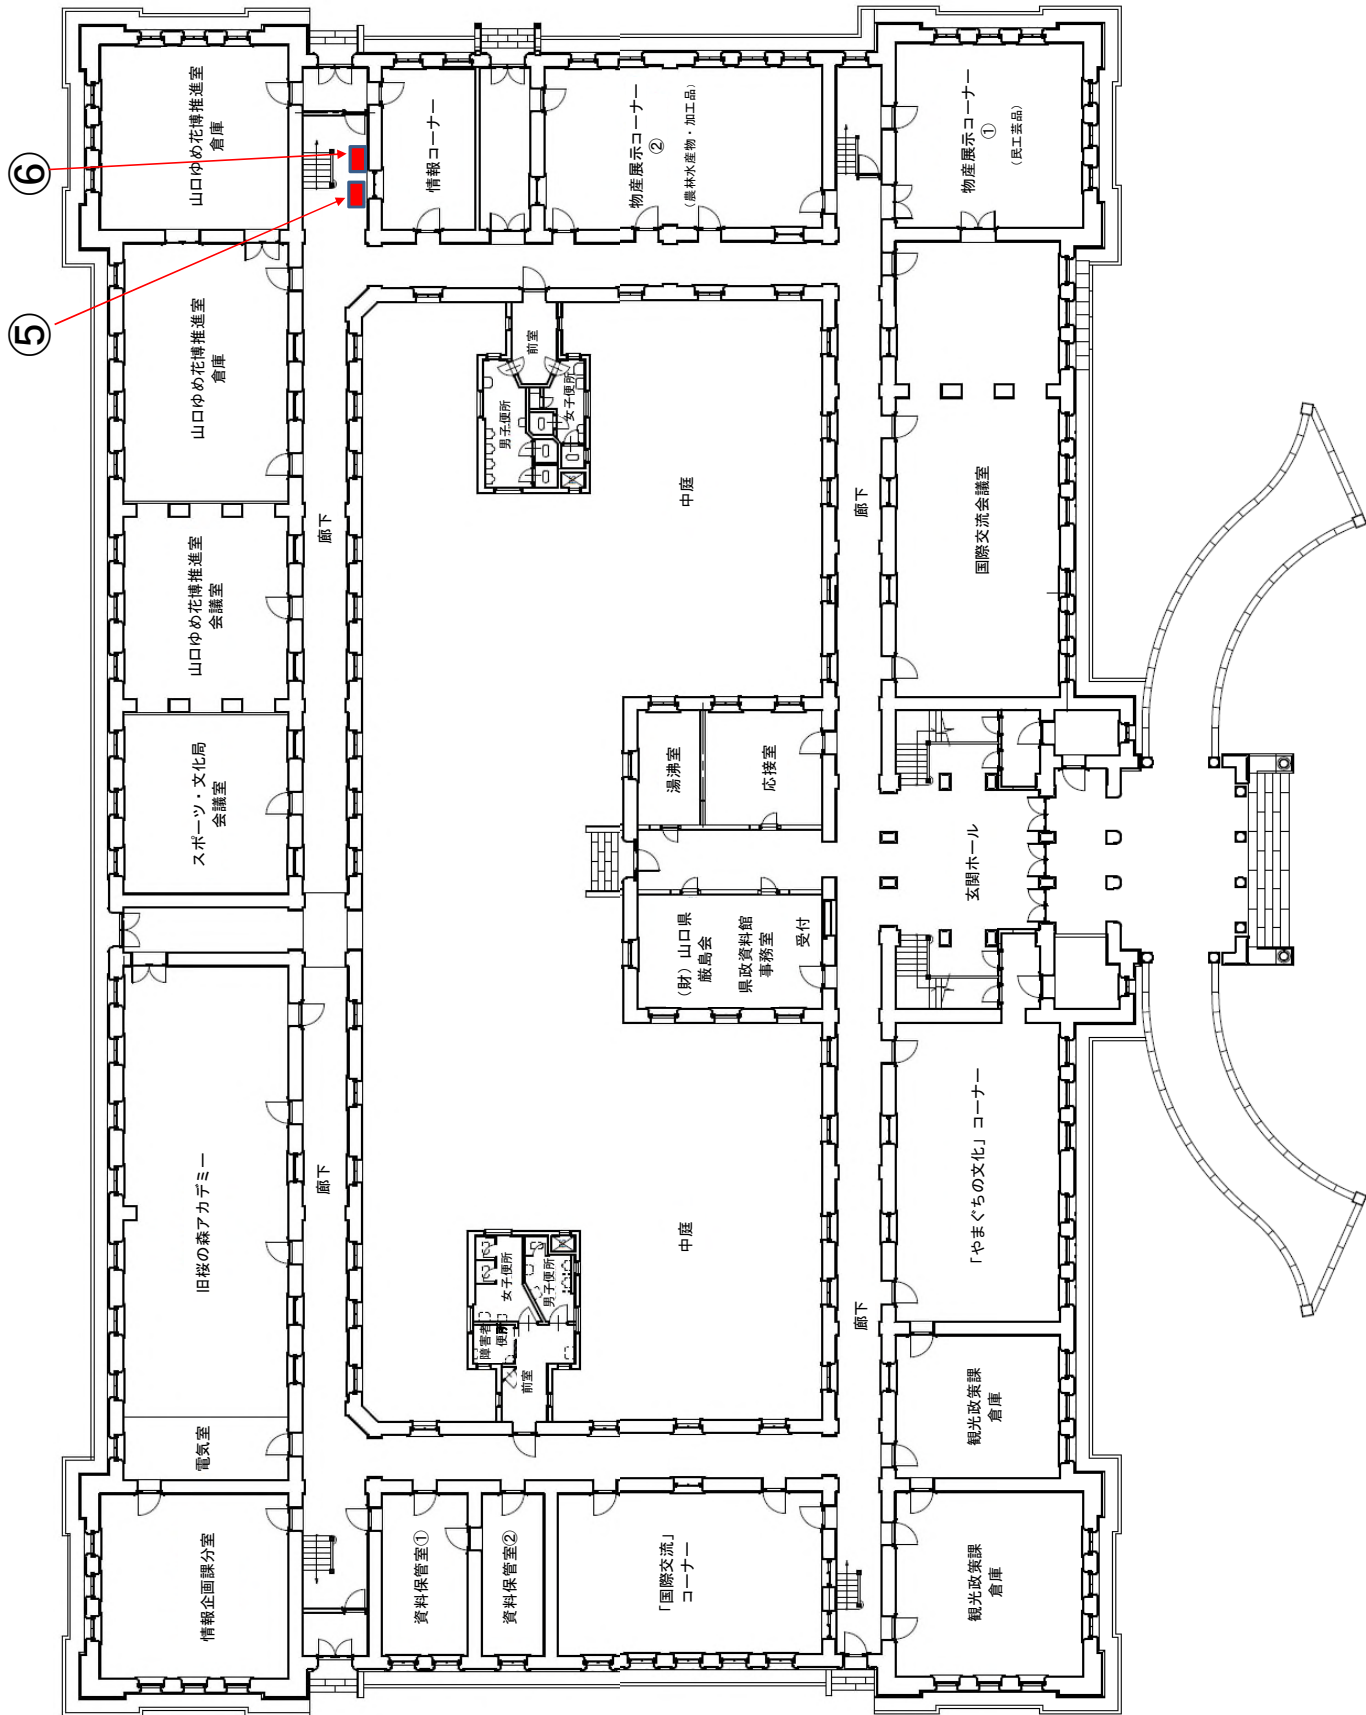 ⑤
⑥
山口ゆめ花博推進室
倉庫
山口ゆめ花博推進室
倉庫
山口ゆめ花博推進室
会議室
スポーツ・文化局
会議室
旧桜の森アカデミー
電気室
情報企画課分室
廊下
廊下
情報コーナー
物産展示コーナー
②
(農林水産物・加工品)
物産展示コーナー
①
(民工芸品)
前室
男子便所
女子便所
中庭
廊下
国際交流会議室
湯沸室
応接室
(財)山口県
厳島会
県政資料館
事務室
受付
玄関ホール
中庭
女子便所
男子便所
障害者
便所
前室
廊下
「やまぐちの文化」コーナー
観光政策課
倉庫
観光政策課
倉庫
資料保管室①
資料保管室②
「国際交流」
コーナー